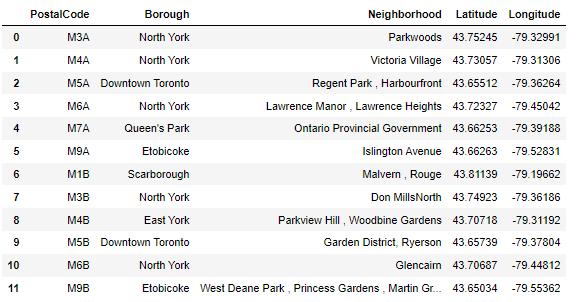 PostalCode Borough Neighborhood Latitude Longitude
0 M3A North York Parkwoods 43.75245 -79.32991
1 M4A North York Victoria Village 43.73057 -79.31306
2 M5A Downtown Toronto Regent Park , Harbourfront 43.65512 -79.36264
3 M6A North York Lawrence Manor , Lawrence Heights 43.72327 -79.45042
4 M7A Queen's Park Ontario Provincial Government 43.66253 -79.39188
5 M9A Etobicoke Islington Avenue 43.66263 -79.52831
6 M1B Scarborough Malvern , Rouge 43.81139 -79.19662
7 M3B North York Don MillsNorth 43.74923 -79.36186
8 M4B East York Parkview Hill , Woodbine Gardens 43.70718 -79.31192
9 M5B Downtown Toronto Garden District, Ryerson 43.65739 -79.37804
10 M6B North York Glencairn 43.70687 -79.44812
11 M9B Etobicoke West Deane Park , Princess Gardens , Martin Gr... 43.65034 -79.55362